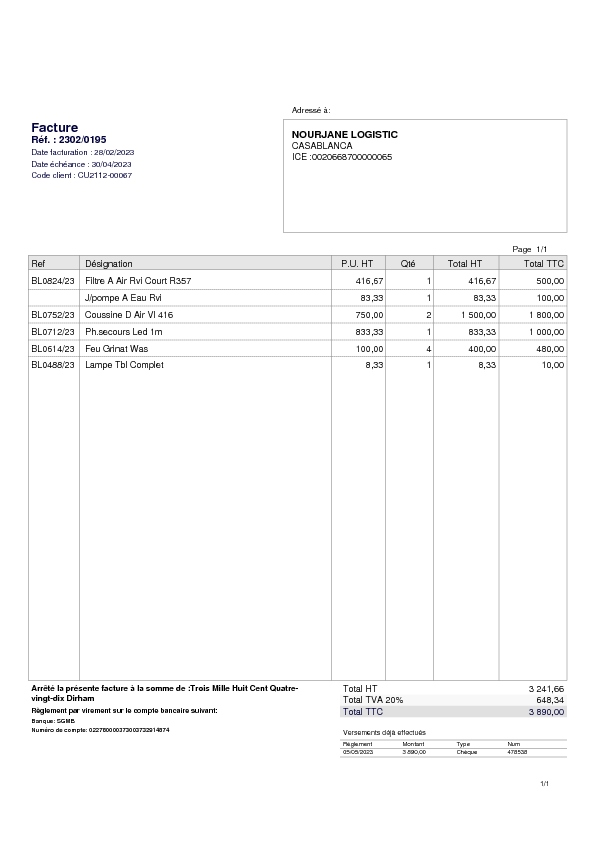 Adressé à:
Facture
Réf. : 2302/0195
Date facturation : 28/02/2023
Date échéance : 30/04/2023
Code client : CU2112-00067
NOURJANE LOGISTIC
CASABLANCA
ICE :0020668700000065
Page 1/1
Ref Désignation P.U. HT Qté Total HT Total TTC
BL0824/23 Filtre A Air Rvi Court R357 416,67 1 416,67 500,00
J/pompe A Eau Rvi 83,33 1 83,33 100,00
BL0752/23 Coussine D Air Vl 416 750,00 2 1 500,00 1 800,00
BL0712/23 Ph.secours Led 1m 833,33 1 833,33 1 000,00
BL0614/23 Feu Grinat Was 100,00 4 400,00 480,00
BL0488/23 Lampe Tbl Complet 8,33 1 8,33 10,00
Arrêté la présente facture à la somme de :Trois Mille Huit Cent Quatre-
vingt-dix Dirham
Règlement par virement sur le compte bancaire suivant:
Banque: SGMB
Numéro de compte: 022780000373003732914874
Total HT 3 241,66
Total TVA 20% 648,34
Total TTC 3 890,00
Versements déjà effectués
Règlement Montant Type Num
05/05/2023 3 890,00 Chèque 478538
1/1